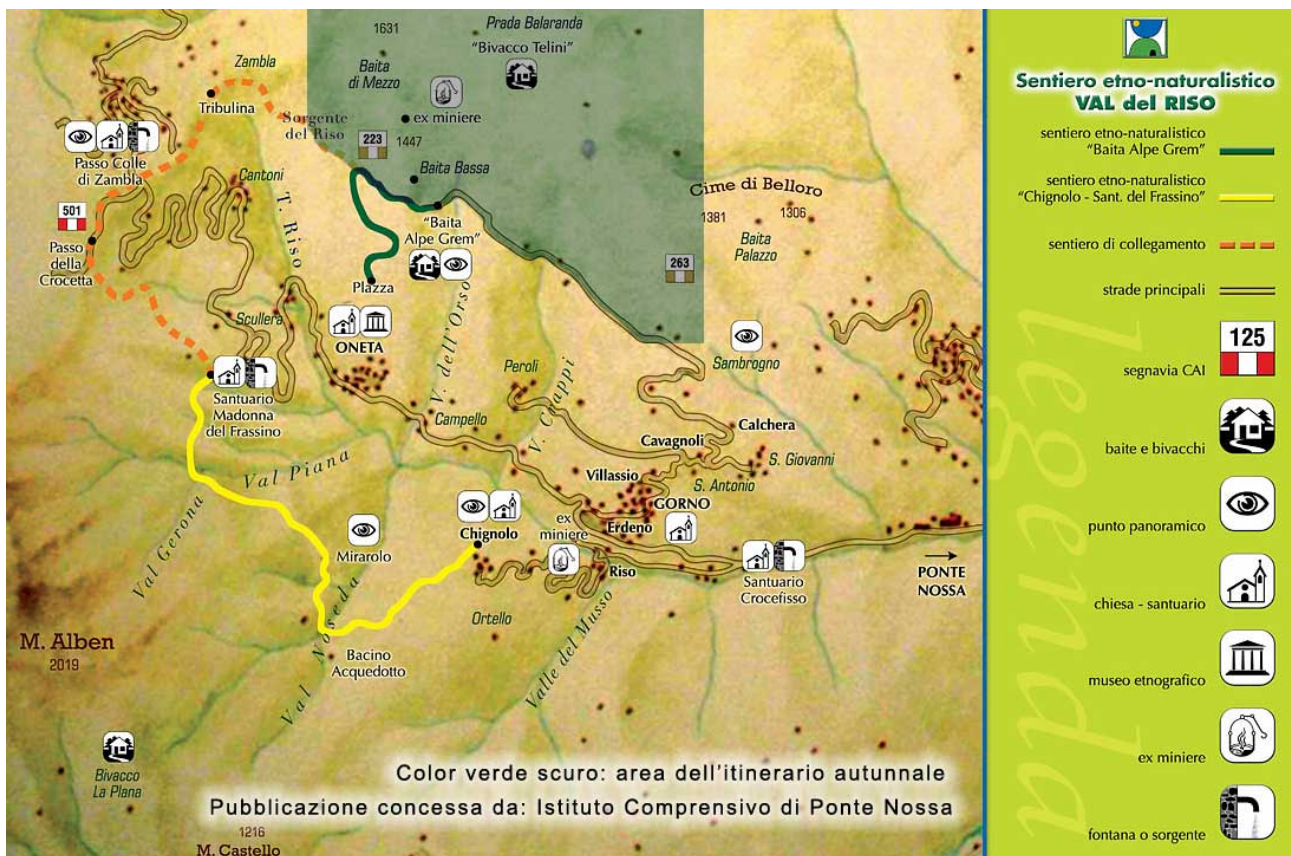 1631
Prada Balaranda
"Bivacco Telini"
Zambla
Baita
di Mezzo
Tribulina
ex miniere
Sorgente
del Riso
223
1447
Passo Colle
di Zambla
Baita Bassa
Cantoni
Cime di Belloro
501
T. Riso
1381
1306
"Baita
Alpe Grem"
Baita
Palazzo
Passo
della
Crocetta
263
Plazza
Scullera
ONETA
V. dell'Orso
Sambrogno
Peroli
V. Chappi
Santuario
Madonna
del Frassino
Campello
Calchera
Cavagnoli
Val Piana
Villassio
S. Giovanni
S. Antonio
GORNO
Val Gerona
Mirarolo
Chignolo
ex
miniere
Erdeno
Riso
Santuario
Crocefisso
PONTE
NOSSA
Val Noseda
Ortello
Valle del Musso
M. Alben
2019
Bacino
Acquedotto
Bivacco
La Plana
Color verde scuro: area dell'itinerario autunnale
Pubblicazione concessa da: Istituto Comprensivo di Ponte Nossa
1216
M. Castello
Sentiero etno-naturalistico
VAL del RISO
sentiero etno-naturalistico
"Baita Alpe Grem"
sentiero etno-naturalistico
"Chignolo - Sant. del Frassino"
sentiero di collegamento
strade principali
125
segnavia CAI
baite e bivacchi
punto panoramico
chiesa - santuario
museo etnografico
ex miniere
fontana o sorgente
legenda